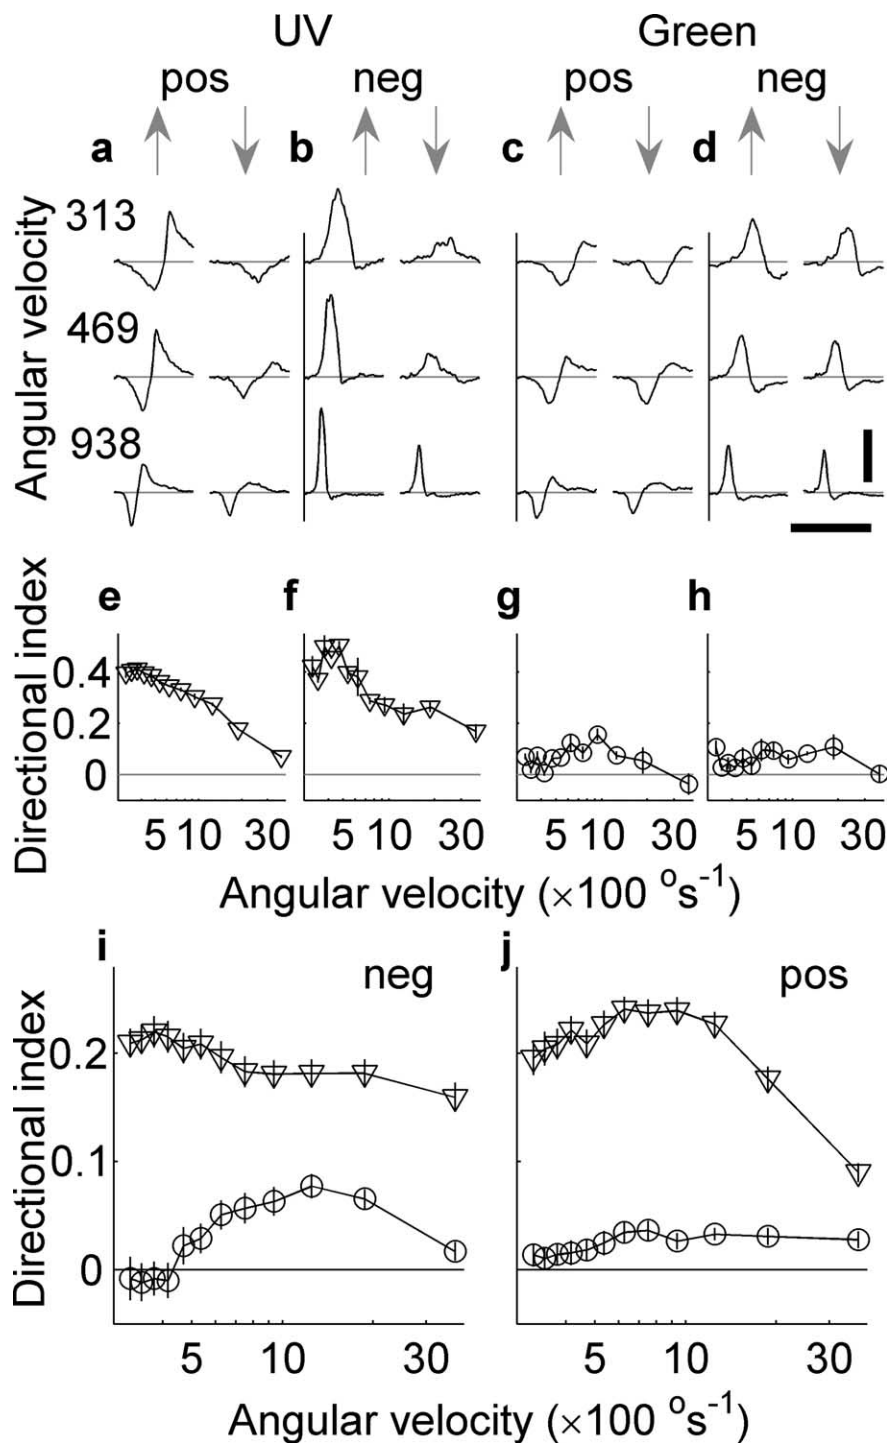 UV Green
pos neg pos neg
a b c d
Angular velocity
313
469
938
e f g h
Directional index
0.4
0.2
0
5 10 30 5 10 30 5 10 30 5 10 30
Angular velocity (×100 °s⁻¹)
i neg j pos
Directional index
0.2
0.1
0
5 10 30 5 10 30
Angular velocity (×100 °s⁻¹)